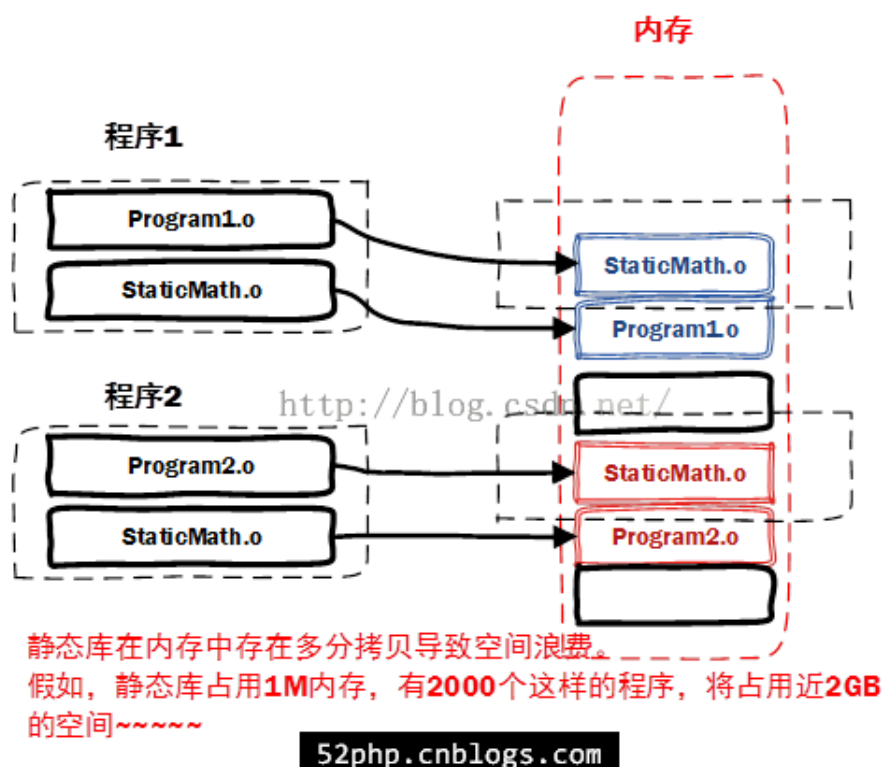 内存
程序1
Program1.o
StaticMath.o
StaticMath.o
Program1.o
程序2
http://blog.csdn.net/
Program2.o
StaticMath.o
StaticMath.o
Program2.o
静态库在内存中存在多分拷贝导致空间浪费。
假如，静态库占用1M内存，有2000个这样的程序，将占用近2GB
的空间~~~~~
52php.cnblogs.com